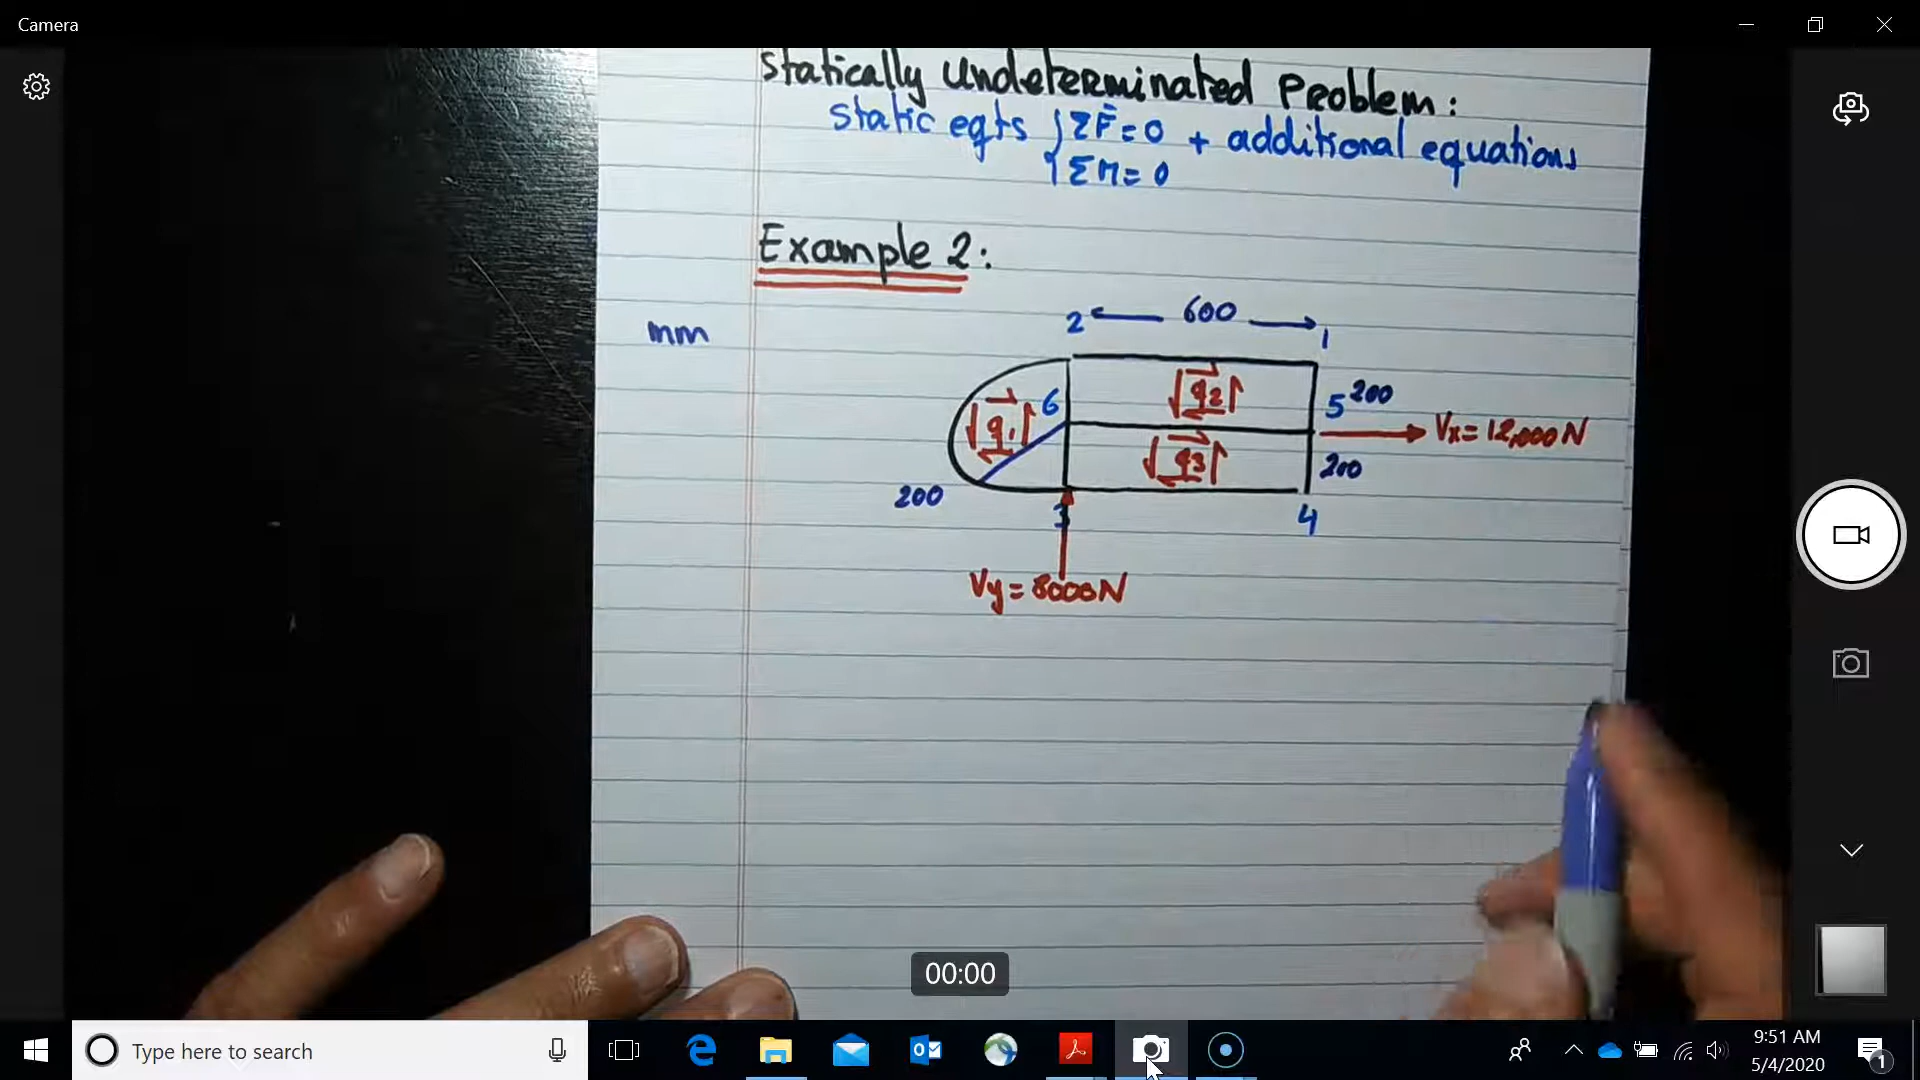 Camera
Statically Undeterminated Problem:
Static eqts { ΣF̄ = 0 + additional equations
ΣM = 0
Example 2:
mm
2 600 1
q1 6 q2 5 200
Vx = 12,000N
q3 200
200 3 4
Vy = 8000N
00:00
Type here to search
9:51 AM
5/4/2020
1